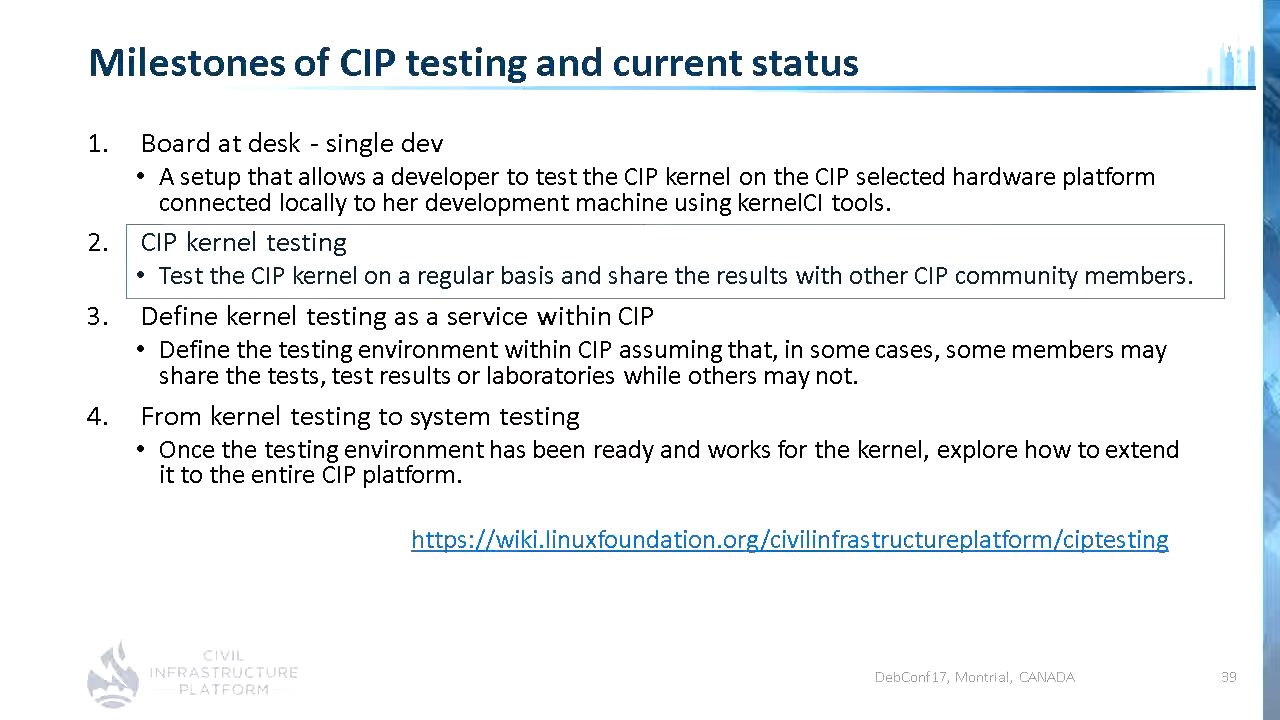 Milestones of CIP testing and current status
1. Board at desk - single dev
• A setup that allows a developer to test the CIP kernel on the CIP selected hardware platform
connected locally to her development machine using kernelCI tools.
2. CIP kernel testing
• Test the CIP kernel on a regular basis and share the results with other CIP community members.
3. Define kernel testing as a service within CIP
• Define the testing environment within CIP assuming that, in some cases, some members may
share the tests, test results or laboratories while others may not.
4. From kernel testing to system testing
• Once the testing environment has been ready and works for the kernel, explore how to extend
it to the entire CIP platform.
https://wiki.linuxfoundation.org/civilinfrastructureplatform/ciptesting
CIVIL
INFRASTRUCTURE
PLATFORM
DebConf17, Montrial, CANADA
39